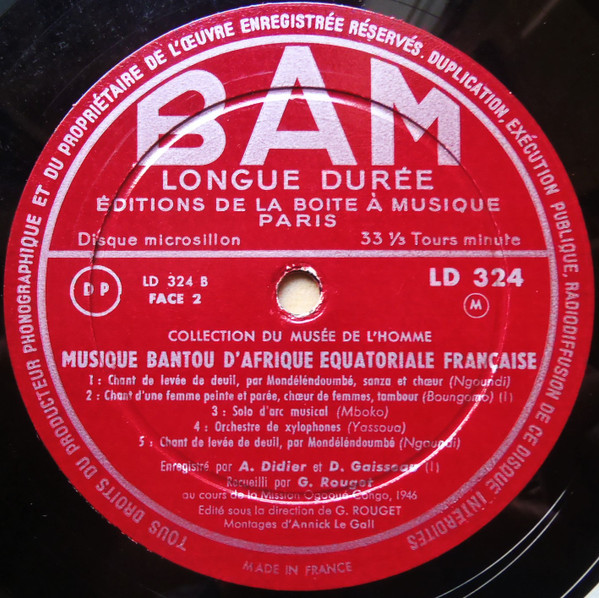 TOUS DROITS DU PRODUCTEUR PHONOGRAPHIQUE ET DU PROPRIÉTAIRE DE L'ŒUVRE ENREGISTRÉE RÉSERVÉS. DUPLICATION, EXÉCUTION PUBLIQUE, RADIODIFFUSION DE CE DISQUE INTERDITES
BAM
LONGUE DURÉE
ÉDITIONS DE LA BOITE À MUSIQUE
PARIS
Disque microsillon 33 ⅓ Tours minute
DP LD 324 B LD 324
FACE 2 M
COLLECTION DU MUSÉE DE L'HOMME
MUSIQUE BANTOU D'AFRIQUE EQUATORIALE FRANÇAISE
1 : Chant de levée de deuil, par Mondéléndoumbé, sanza et chœur (Ngoundi)
2 : Chant d'une femme peinte et parée, chœur de femmes, tambour (Boungomo) (1)
3 : Solo d'arc musical (Mboko)
4 : Orchestre de xylophones (Yassoua)
5 : Chant de levée de deuil, par Mondéléndoumbé (Ngoundi)
Enregistré par A. Didier et D. Gaisseau (1)
Recueilli par G. Rouget
au cours de la Mission Ogooué Congo, 1946
Edité sous la direction de G. ROUGET
Montages d'Annick Le Gall
MADE IN FRANCE